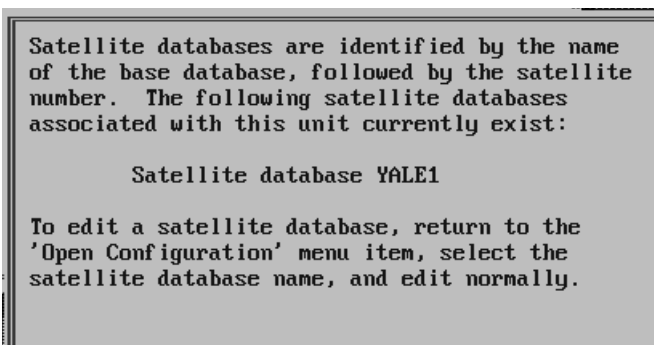 Satellite databases are identified by the name
of the base database, followed by the satellite
number.  The following satellite databases
associated with this unit currently exist:
Satellite database YALE1
To edit a satellite database, return to the
'Open Configuration' menu item, select the
satellite database name, and edit normally.